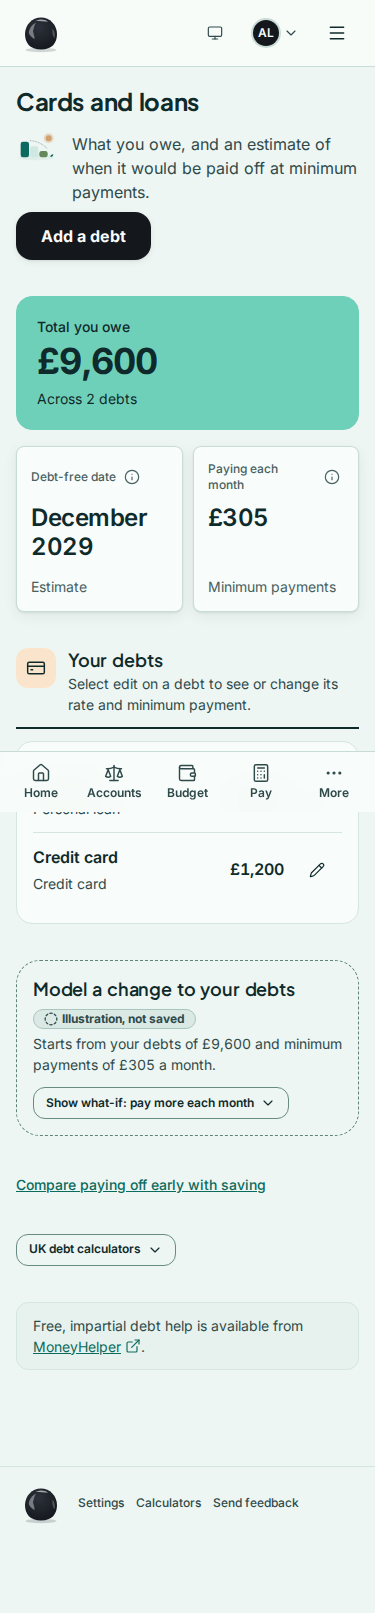 AL
Cards and loans
What you owe, and an estimate of
when it would be paid off at minimum
payments.
Add a debt
Total you owe
£9,600
Across 2 debts
Debt-free date
December
2029
Estimate
Paying each
month
£305
Minimum payments
Your debts
Select edit on a debt to see or change its
rate and minimum payment.
Home
Accounts
Budget
Pay
More
Personal loan
Credit card
Credit card
£1,200
Model a change to your debts
Illustration, not saved
Starts from your debts of £9,600 and minimum
payments of £305 a month.
Show what-if: pay more each month
Compare paying off early with saving
UK debt calculators
Free, impartial debt help is available from
MoneyHelper.
Settings
Calculators
Send feedback